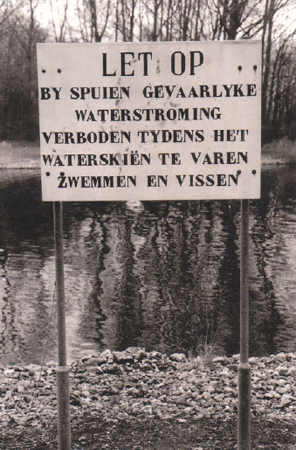 LET OP
BY SPUIEN GEVAARLYKE
WATERSTROMING
VERBODEN TYDENS HET
WATERSKIËN TE VAREN
ZWEMMEN EN VISSEN